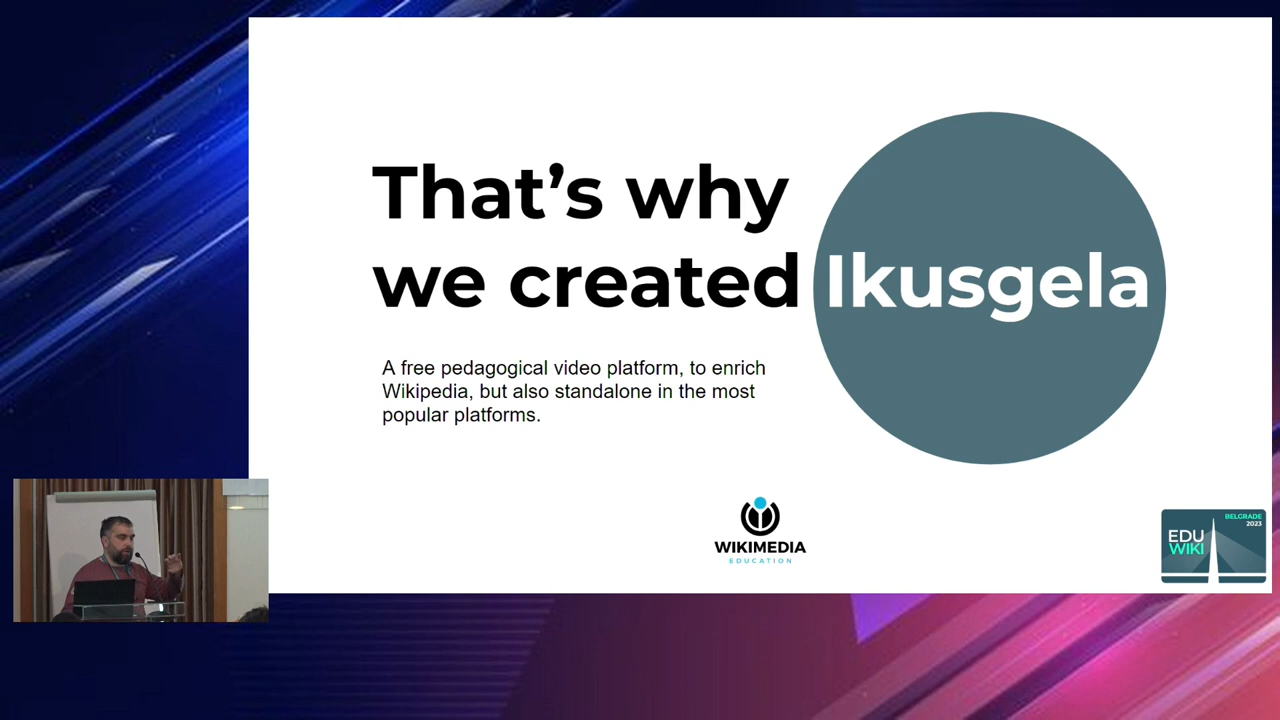 That's why
we created Ikusgela
A free pedagogical video platform, to enrich
Wikipedia, but also standalone in the most
popular platforms.
WIKIMEDIA
EDUCATION
BELGRADE
2023
EDU
WIKI